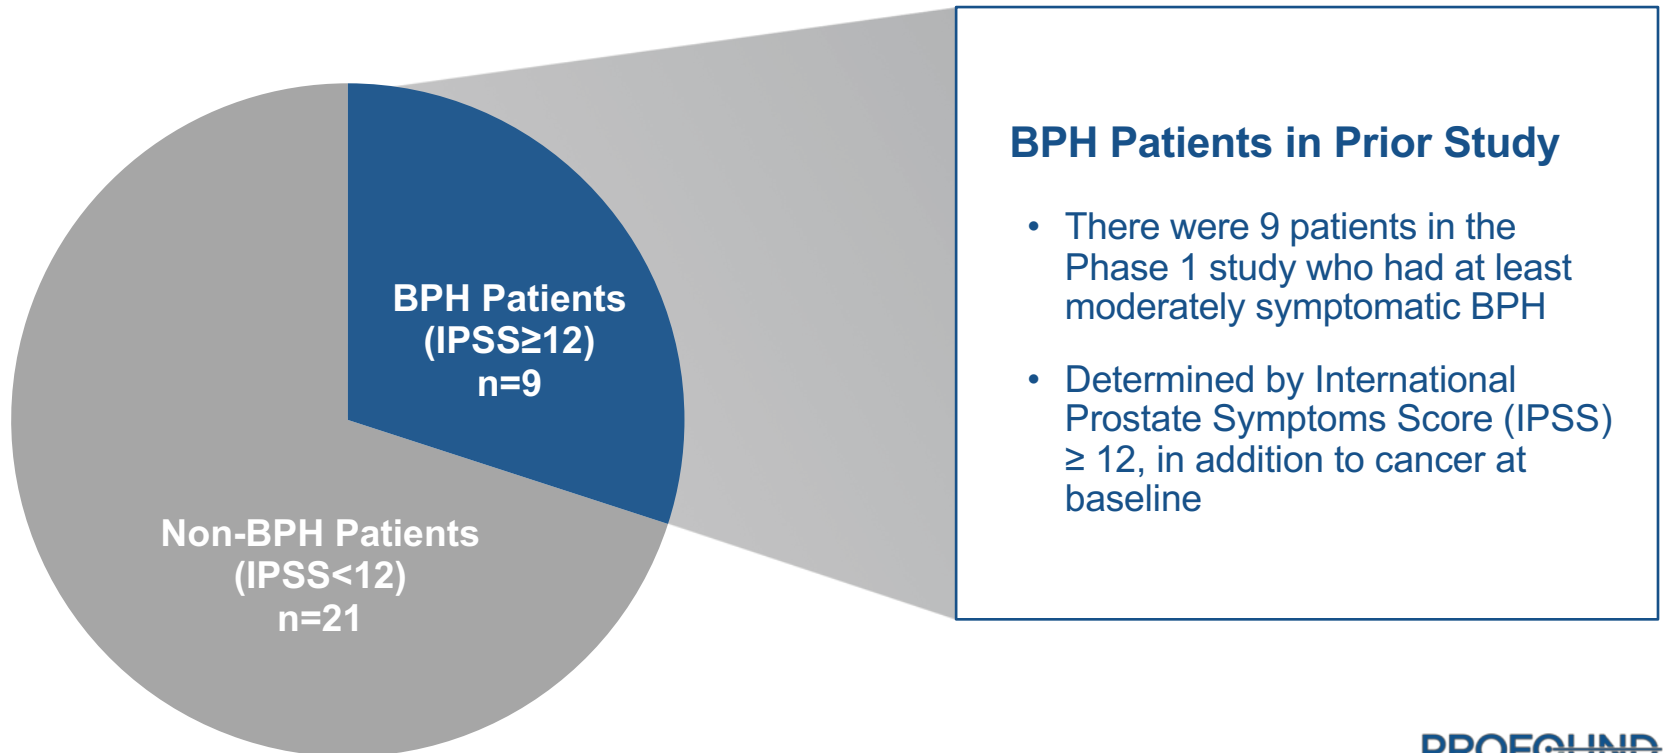 BPH Patients
(IPSS≥12)
n=9
Non-BPH Patients
(IPSS<12)
n=21
BPH Patients in Prior Study
• There were 9 patients in the
Phase 1 study who had at least
moderately symptomatic BPH
• Determined by International
Prostate Symptoms Score (IPSS)
≥ 12, in addition to cancer at
baseline
PROFOUND